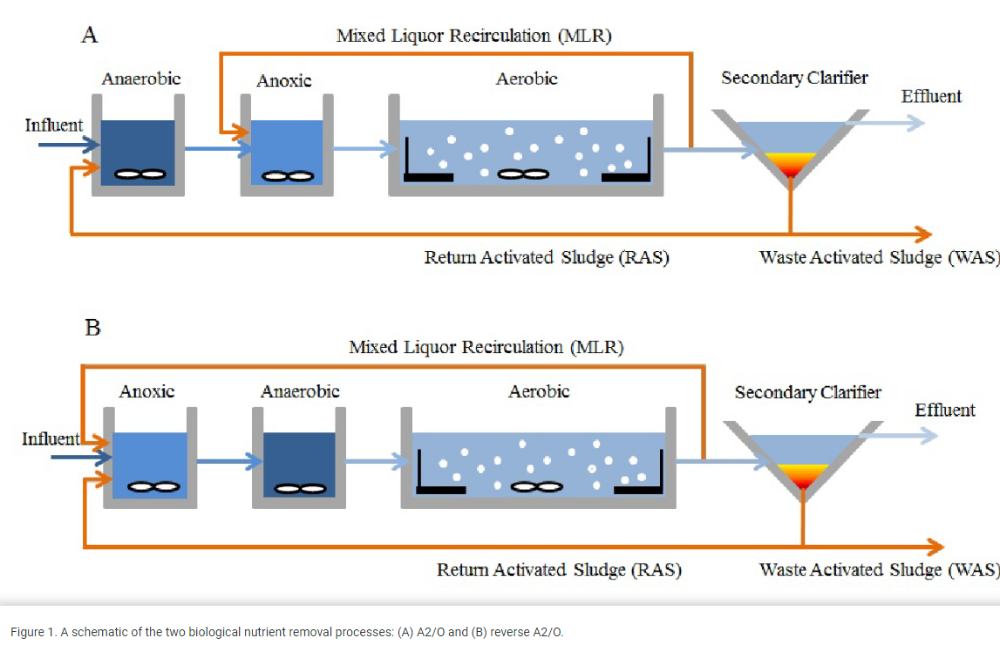 A
Mixed Liquor Recirculation (MLR)
Anaerobic
Anoxic
Aerobic
Secondary Clarifier
Effluent
Influent
Return Activated Sludge (RAS)
Waste Activated Sludge (WAS)
B
Mixed Liquor Recirculation (MLR)
Anoxic
Anaerobic
Aerobic
Secondary Clarifier
Effluent
Influent
Return Activated Sludge (RAS)
Waste Activated Sludge (WAS)
Figure 1. A schematic of the two biological nutrient removal processes: (A) A2/O and (B) reverse A2/O.